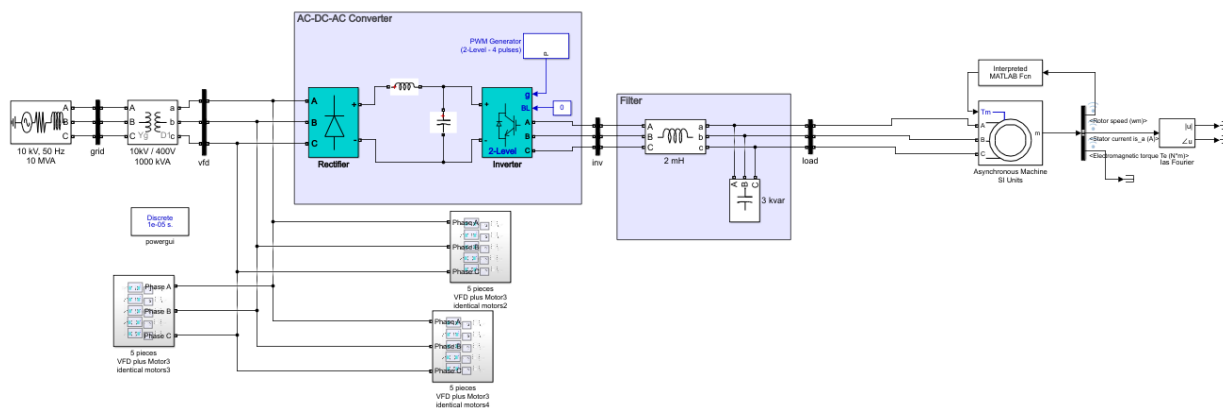 AC-DC-AC Converter
PWM Generator
(2-Level - 4 pulses)
P
g
BL
0
A
B
C
+
-
Rectifier
+
-
2-Level
A
B
C
Inverter
10 kV, 50 Hz
10 MVA
A
B
C
grid
A
B
C
a
b
c
Yg
10kV / 400V
1000 kVA
vfd
inv
Filter
A
B
C
a
b
c
2 mH
A
B
C
3 kvar
load
Interpreted
MATLAB Fcn
Tm
A
B
C
m
Asynchronous Machine
SI Units
<Rotor speed (wm)>
<Stator current is_a (A)>
<Electromagnetic torque Te (N*m)>
|u|
∠u
Ias Fourier
Discrete
1e-05 s.
powergui
Phase A
Phase B
Phase C
5 pieces
VFD plus Motor3
identical motors2
Phase A
Phase B
Phase C
5 pieces
VFD plus Motor3
identical motors3
Phase A
Phase B
Phase C
5 pieces
VFD plus Motor3
identical motors4